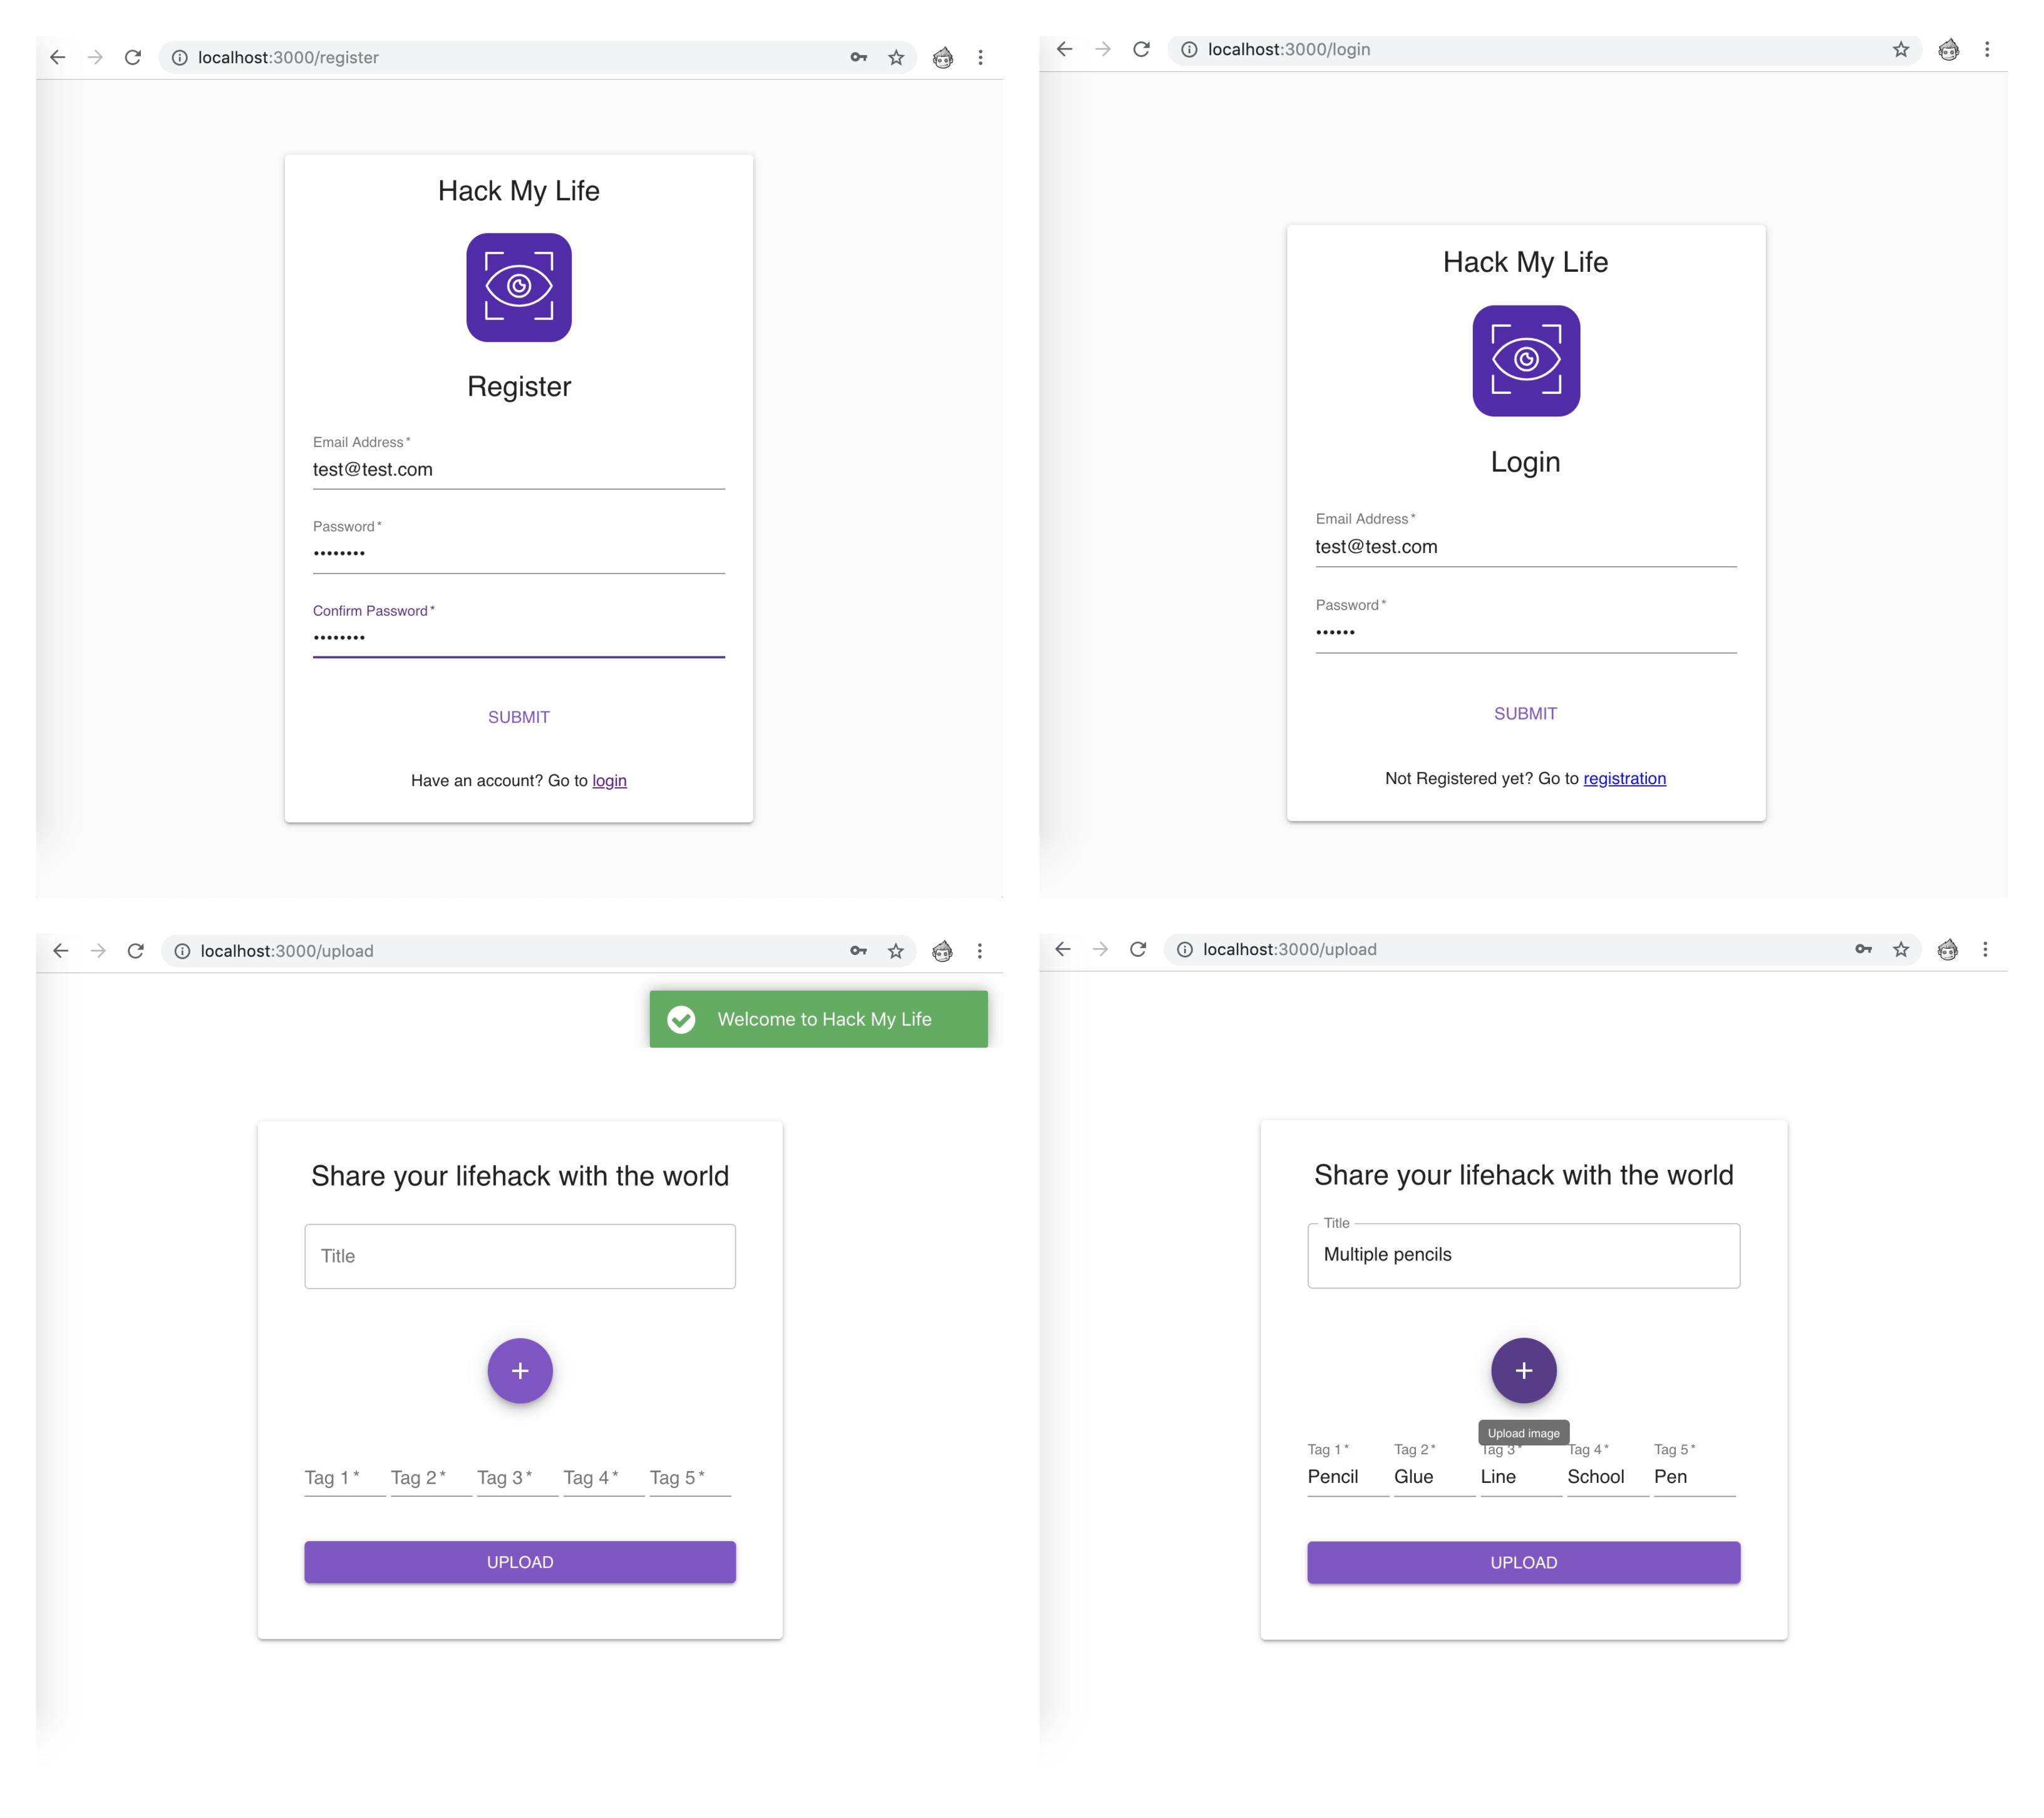 localhost:3000/register
Hack My Life
Register
Email Address *
test@test.com
Password *
••••••••
Confirm Password *
••••••••
SUBMIT
Have an account? Go to login
localhost:3000/login
Hack My Life
Login
Email Address *
test@test.com
Password *
••••••
SUBMIT
Not Registered yet? Go to registration
localhost:3000/upload
Welcome to Hack My Life
Share your lifehack with the world
Title
+
Tag 1 * Tag 2 * Tag 3 * Tag 4 * Tag 5 *
UPLOAD
localhost:3000/upload
Share your lifehack with the world
Title
Multiple pencils
+
Upload image
Tag 1 * Tag 2 * Tag 3 * Tag 4 * Tag 5 *
Pencil Glue Line School Pen
UPLOAD